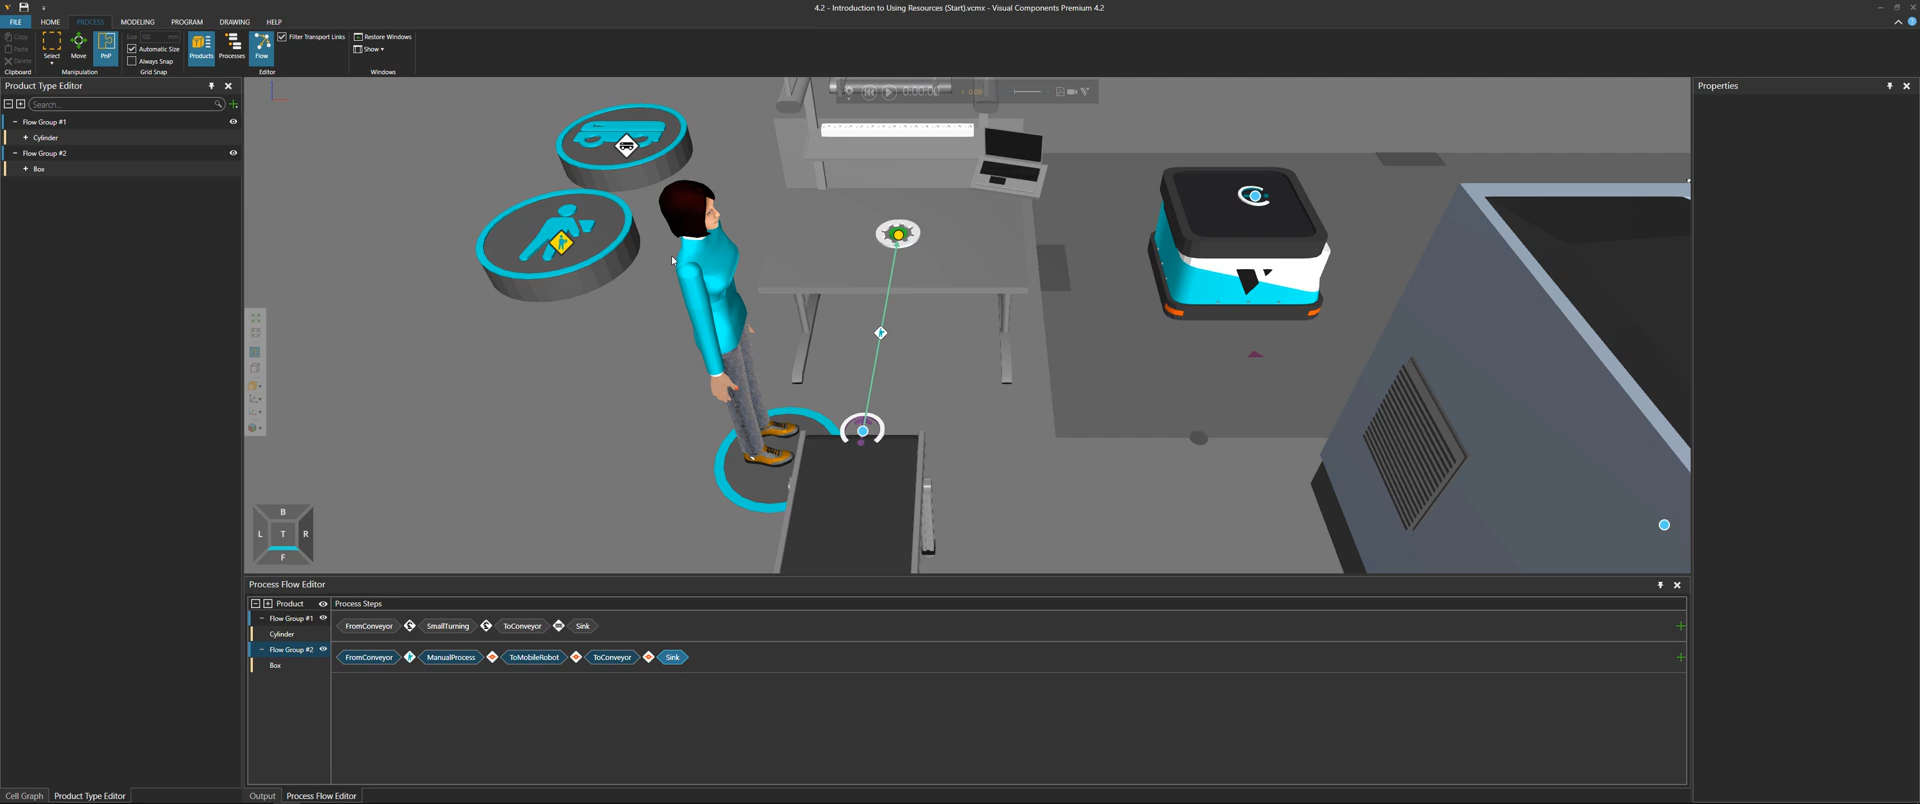 4.2 - Introduction to Using Resources (Start).vcmx - Visual Components Premium 4.2
FILE HOME PROCESS MODELING PROGRAM DRAWING HELP
Copy
Paste
Delete
Clipboard
Select
Move
PnP
Manipulation
Size 100 mm
Automatic Size
Always Snap
Grid Snap
Products
Processes
Flow
Filter Transport Links
Editor
Restore Windows
Show
Windows
Product Type Editor
Search...
Flow Group #1
Cylinder
Flow Group #2
Box
Properties
B
L T R
F
Process Flow Editor
Product Process Steps
Flow Group #1
FromConveyor SmallTurning ToConveyor Sink
Cylinder
Flow Group #2
FromConveyor ManualProcess ToMobileRobot ToConveyor Sink
Box
Cell Graph Product Type Editor
Output Process Flow Editor